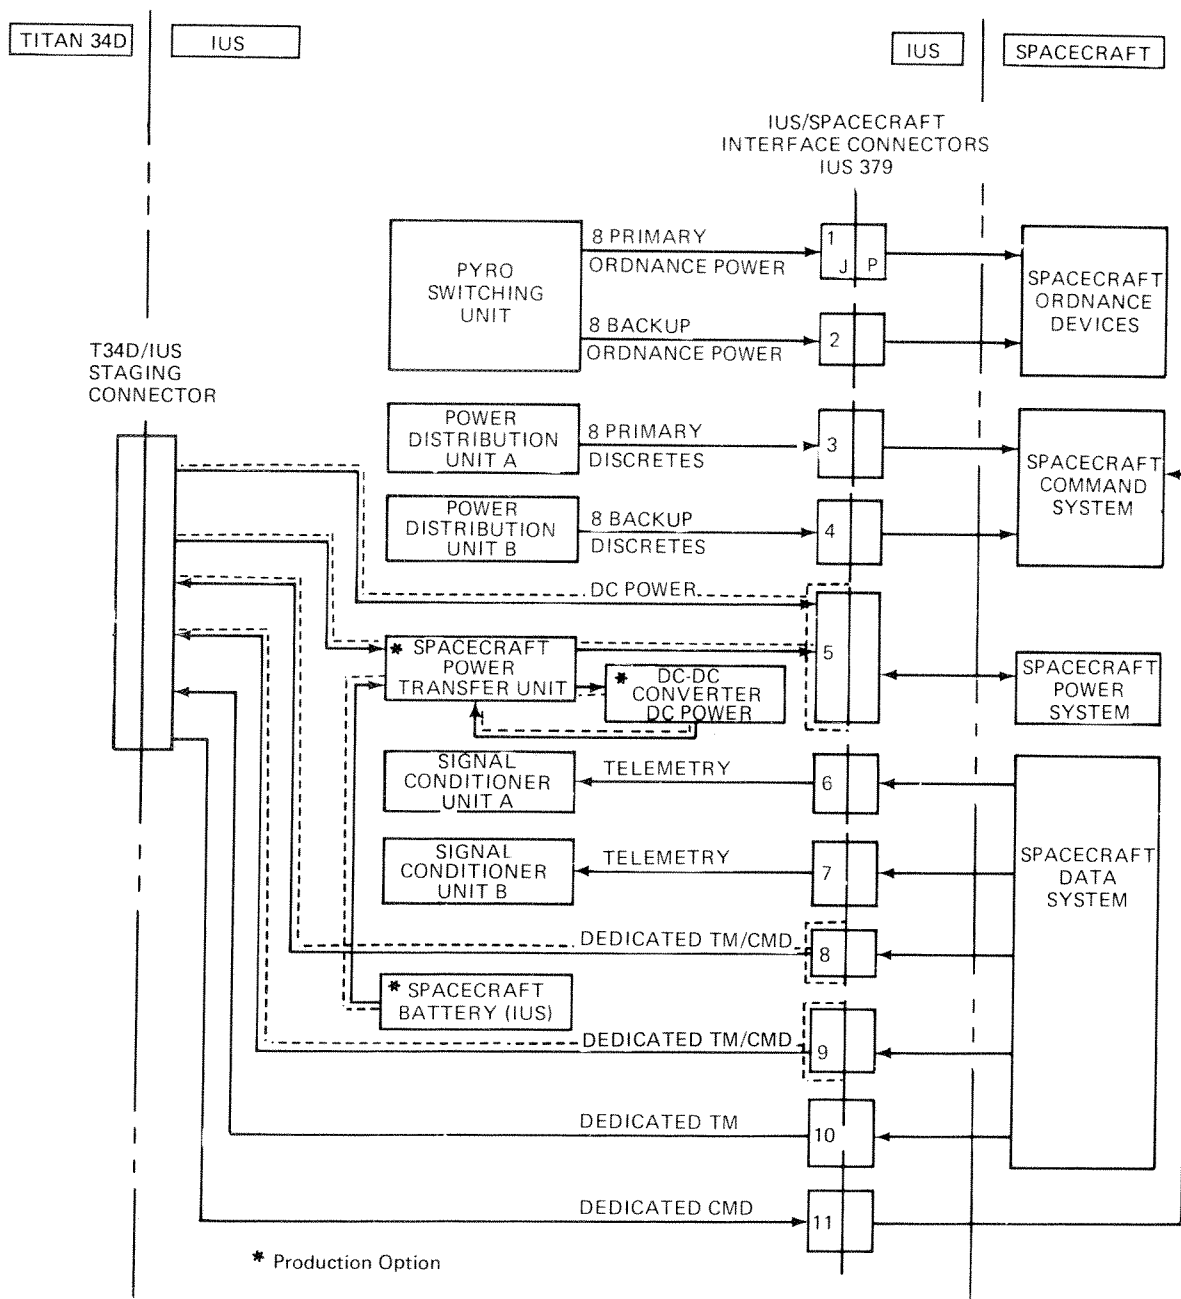 TITAN 34D
IUS
IUS
SPACECRAFT
IUS/SPACECRAFT
INTERFACE CONNECTORS
IUS 379
8 PRIMARY
ORDNANCE POWER
1
J
P
PYRO
SWITCHING
UNIT
SPACECRAFT
ORDNANCE
DEVICES
8 BACKUP
ORDNANCE POWER
2
T34D/IUS
STAGING
CONNECTOR
POWER
DISTRIBUTION
UNIT A
8 PRIMARY
DISCRETES
3
SPACECRAFT
COMMAND
SYSTEM
POWER
DISTRIBUTION
UNIT B
8 BACKUP
DISCRETES
4
DC POWER
* SPACECRAFT
POWER
TRANSFER UNIT
* DC-DC
CONVERTER
DC POWER
5
SPACECRAFT
POWER
SYSTEM
SIGNAL
CONDITIONER
UNIT A
TELEMETRY
6
SIGNAL
CONDITIONER
UNIT B
TELEMETRY
7
SPACECRAFT
DATA
SYSTEM
DEDICATED TM/CMD
8
* SPACECRAFT
BATTERY (IUS)
DEDICATED TM/CMD
9
DEDICATED TM
10
DEDICATED CMD
11
* Production Option